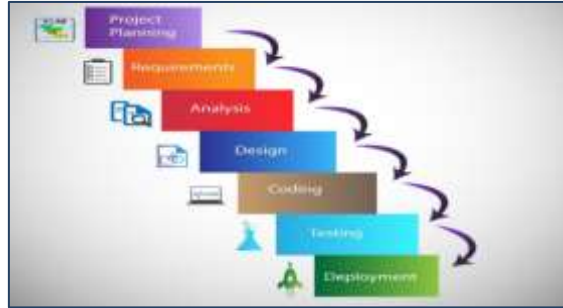 Project
Planning
Requirements
Analysis
Design
Coding
Testing
Deployment